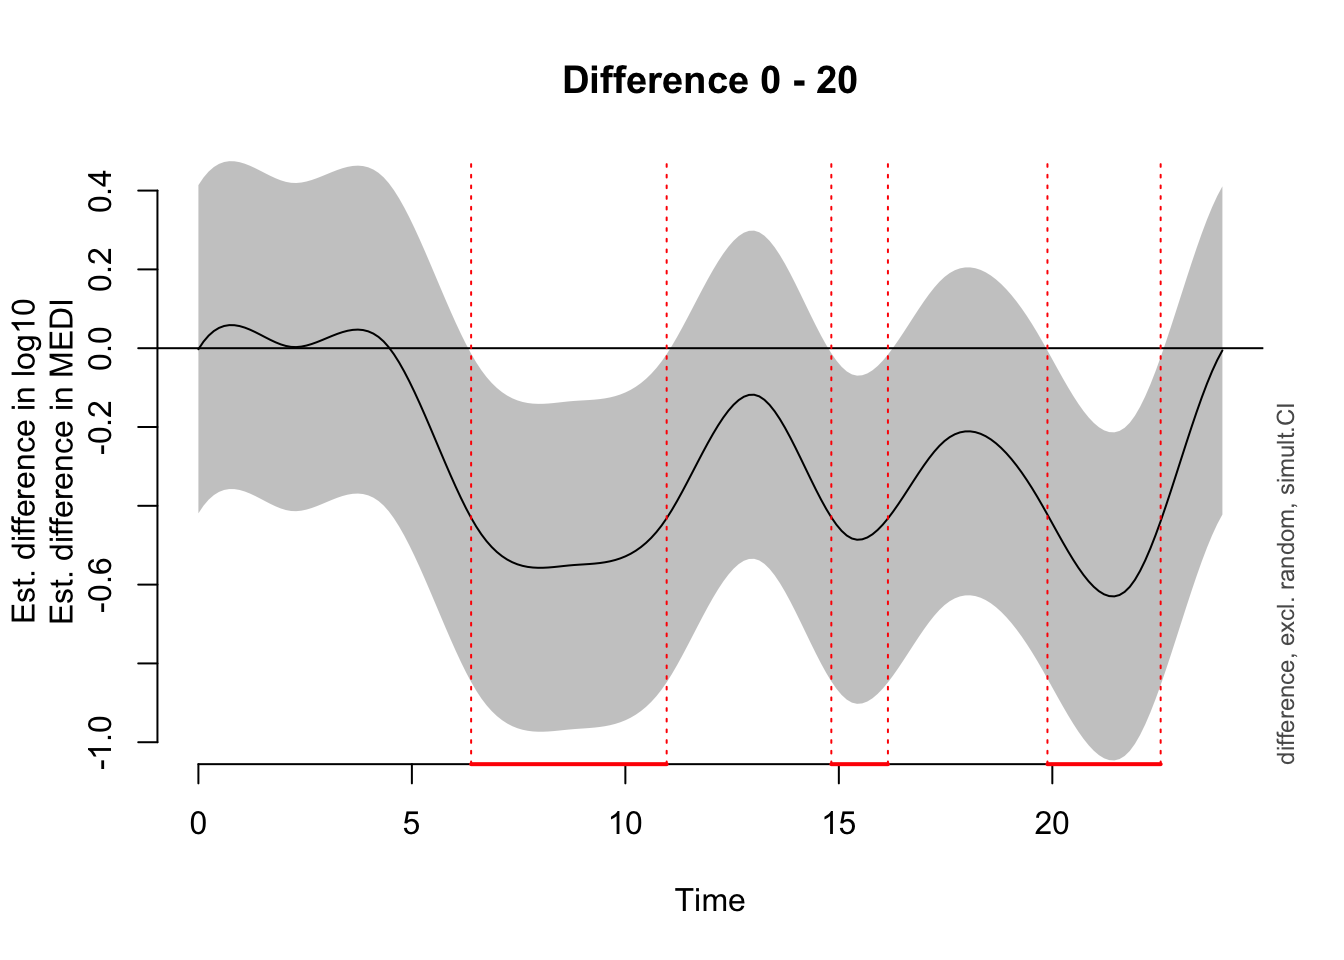 Difference 0 - 20
Est. difference in log10
Est. difference in MEDI
0.4
0.2
0.0
-0.2
-0.6
-1.0
0 5 10 15 20
Time
difference, excl. random, simult.CI